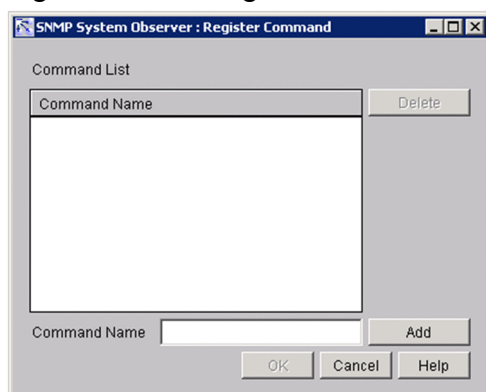 SNMP System Observer : Register Command
Command List
Command Name
Delete
Command Name
Add
OK
Cancel
Help